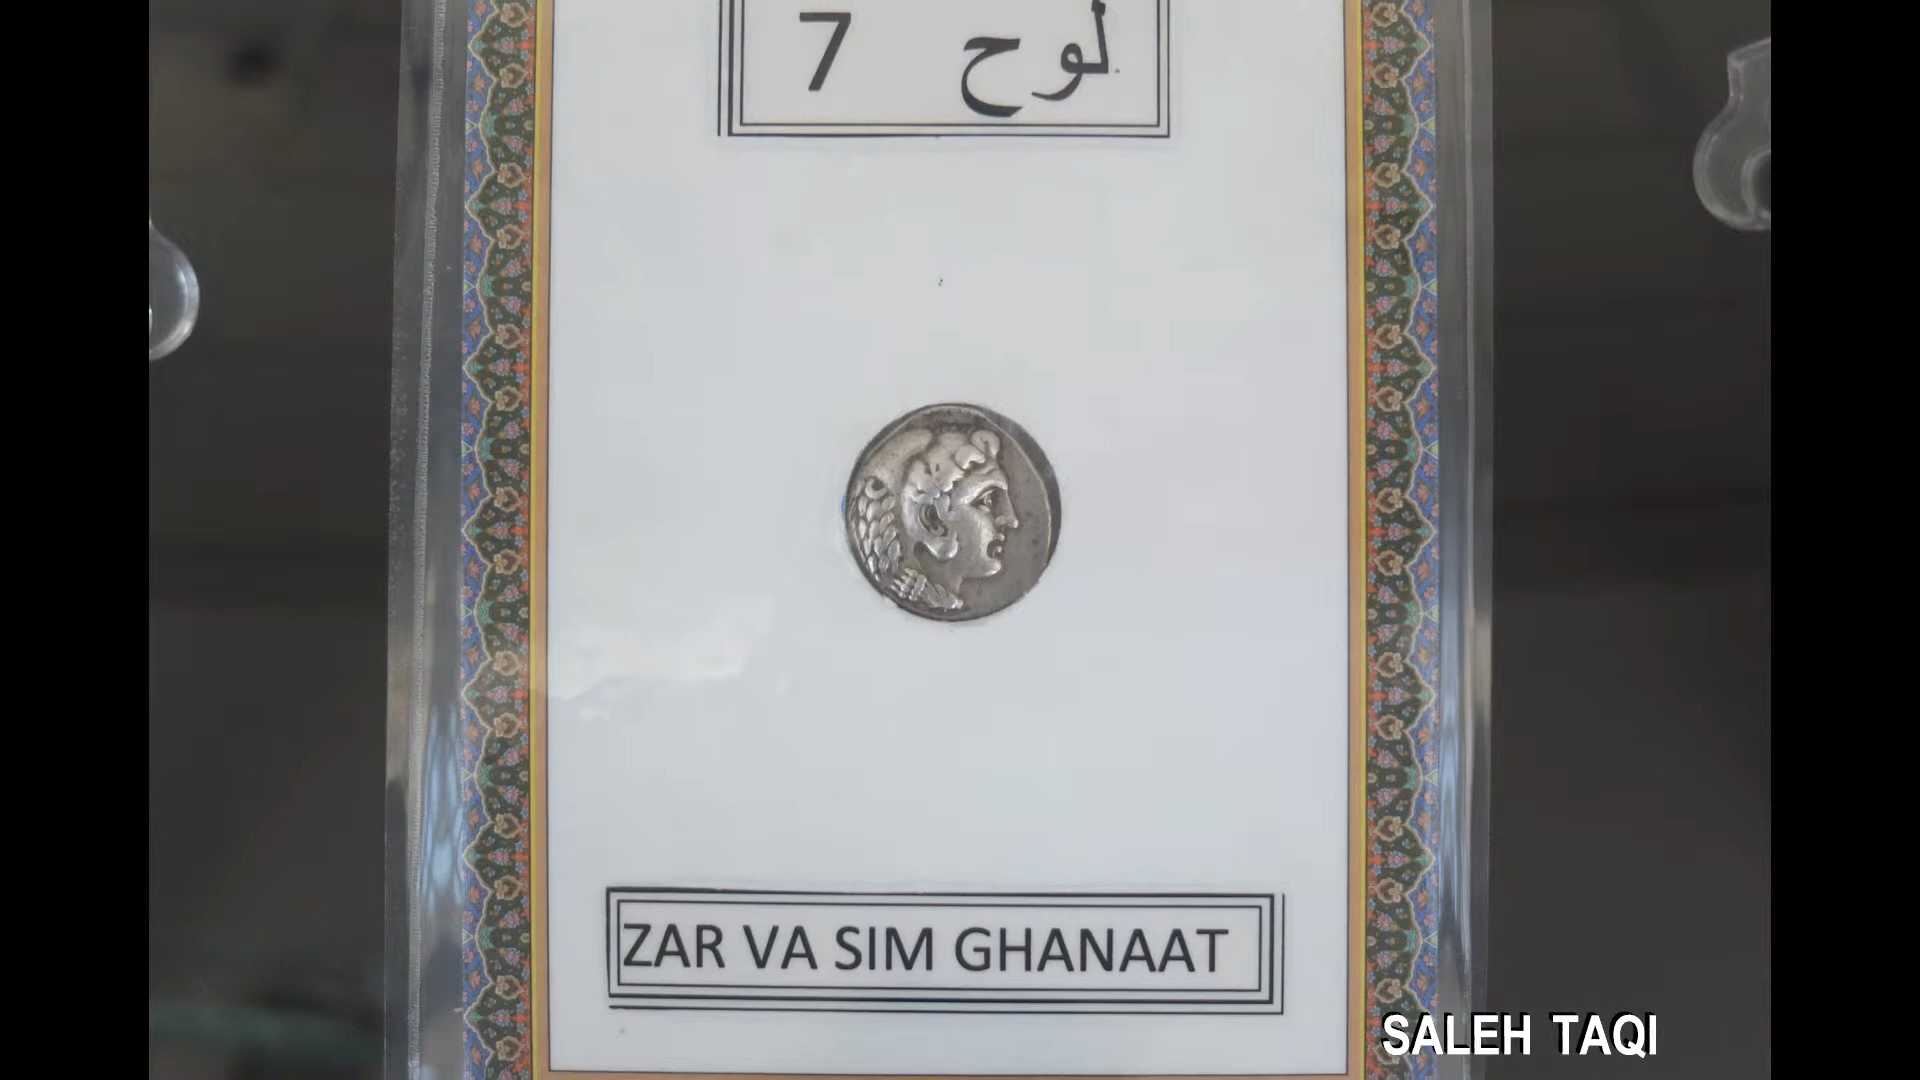 لوح 7
ZAR VA SIM GHANAAT
SALEH TAQI